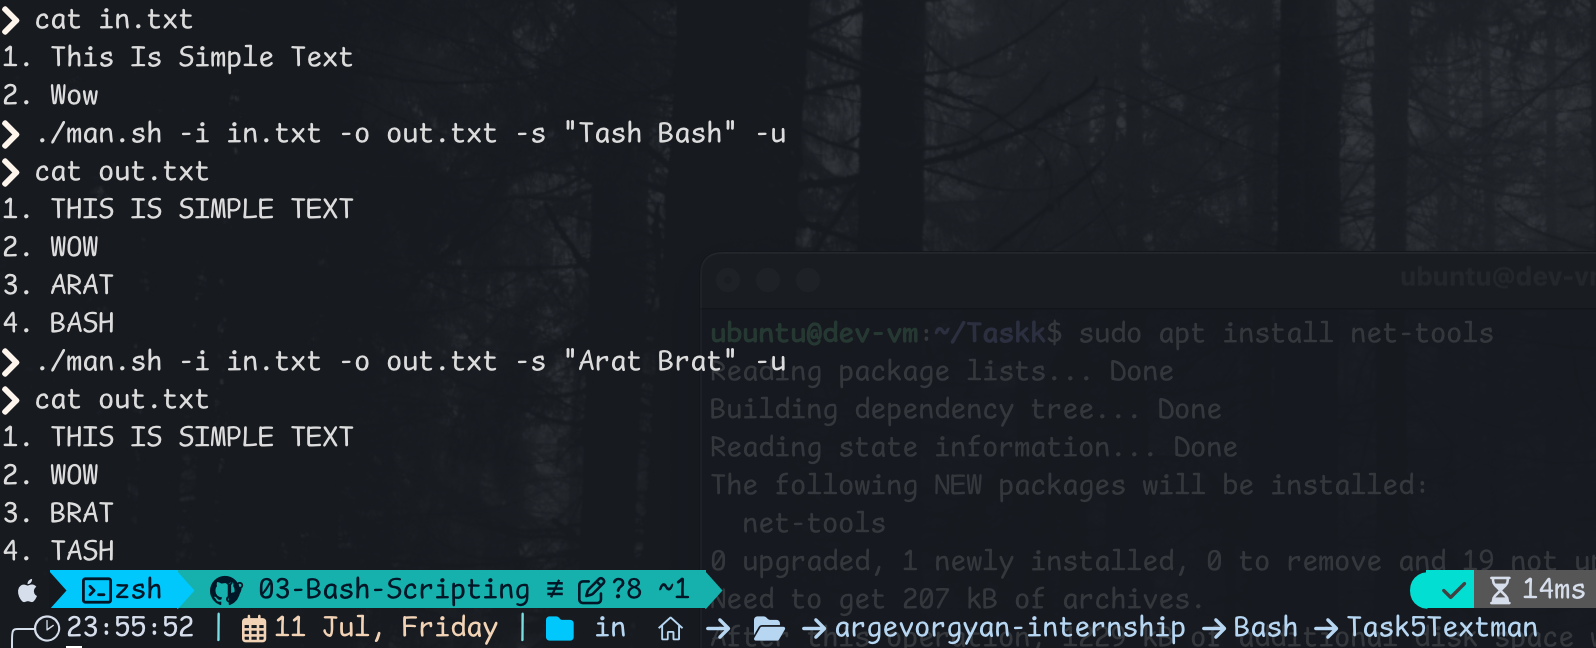 ❯ cat in.txt
1. This Is Simple Text
2. Wow
❯ ./man.sh -i in.txt -o out.txt -s "Tash Bash" -u
❯ cat out.txt
1. THIS IS SIMPLE TEXT
2. WOW
3. ARAT
4. BASH
❯ ./man.sh -i in.txt -o out.txt -s "Arat Brat" -u
❯ cat out.txt
1. THIS IS SIMPLE TEXT
2. WOW
3. BRAT
4. TASH
zsh 03-Bash-Scripting ≢ ?8 ~1 ✓ 14ms
23:55:52 | 11 Jul, Friday | in → → argevorgyan-internship → Bash → Task5Textman
ubuntu@dev-vm
ubuntu@dev-vm:~/Taskk$ sudo apt install net-tools
Reading package lists... Done
Building dependency tree... Done
Reading state information... Done
The following NEW packages will be installed:
net-tools
0 upgraded, 1 newly installed, 0 to remove and 19 not
Need to get 207 kB of archives.
After this operation, 1229 kB of additional disk space